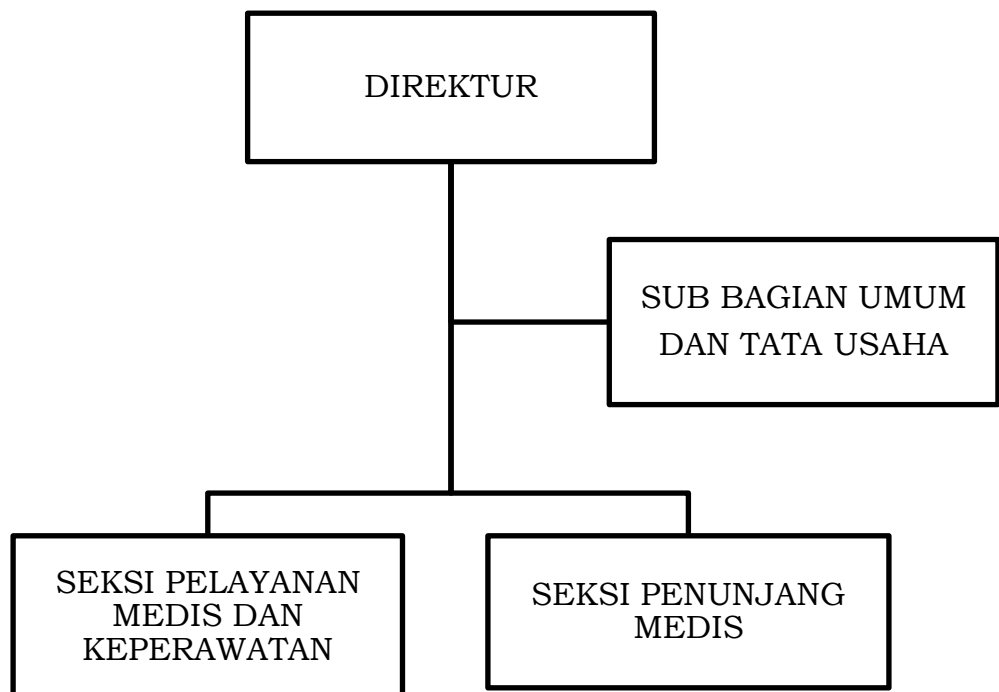 DIREKTUR
SUB BAGIAN UMUM
DAN TATA USAHA
SEKSI PELAYANAN
MEDIS DAN
KEPERAWATAN
SEKSI PENUNJANG
MEDIS